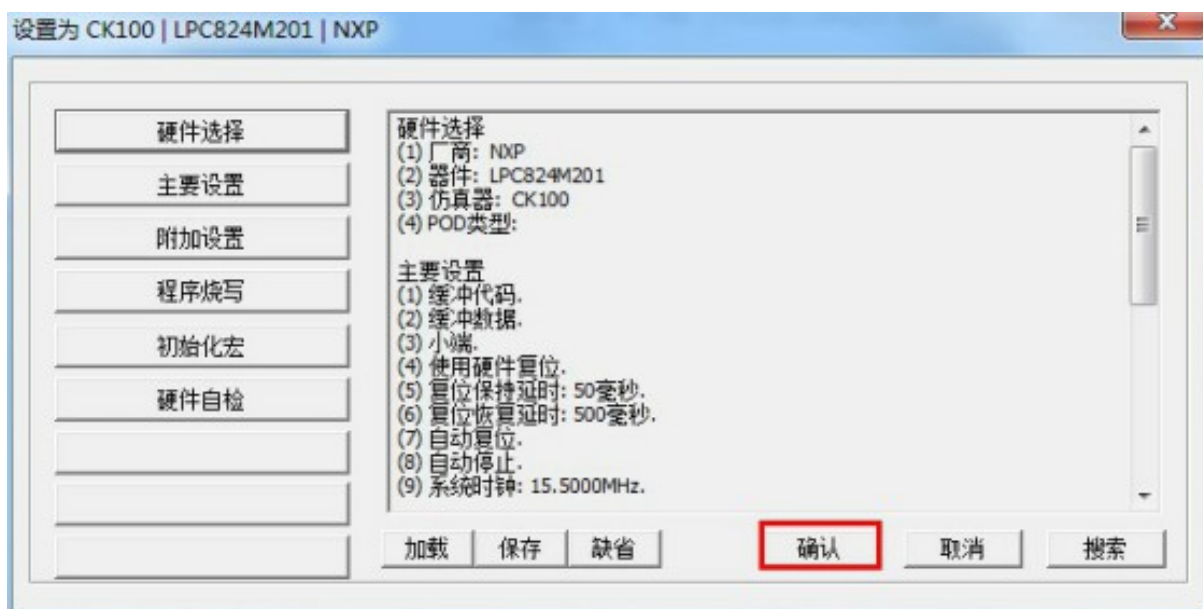 设置为 CK100 | LPC824M201 | NXP
硬件选择
主要设置
附加设置
程序烧写
初始化宏
硬件自检
硬件选择
(1) 厂商: NXP
(2) 器件: LPC824M201
(3) 仿真器: CK100
(4) POD类型:
主要设置
(1) 缓冲代码.
(2) 缓冲数据.
(3) 小端.
(4) 使用硬件复位.
(5) 复位保持延时: 50毫秒.
(6) 复位恢复延时: 500毫秒.
(7) 自动复位.
(8) 自动停止.
(9) 系统时钟: 15.5000MHz.
加载 保存 缺省 确认 取消 搜索